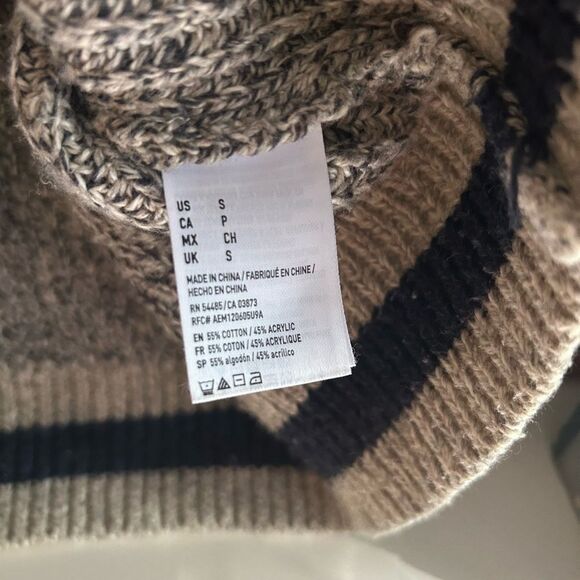 US S
CA P
MX CH
UK S
MADE IN CHINA / FABRIQUÉ EN CHINE /
HECHO EN CHINA
RN 54485 / CA 03873
RFC# AEM120605U9A
EN 55% COTTON / 45% ACRYLIC
FR 55% COTON / 45% ACRYLIQUE
SP 55% algodón / 45% acrílico